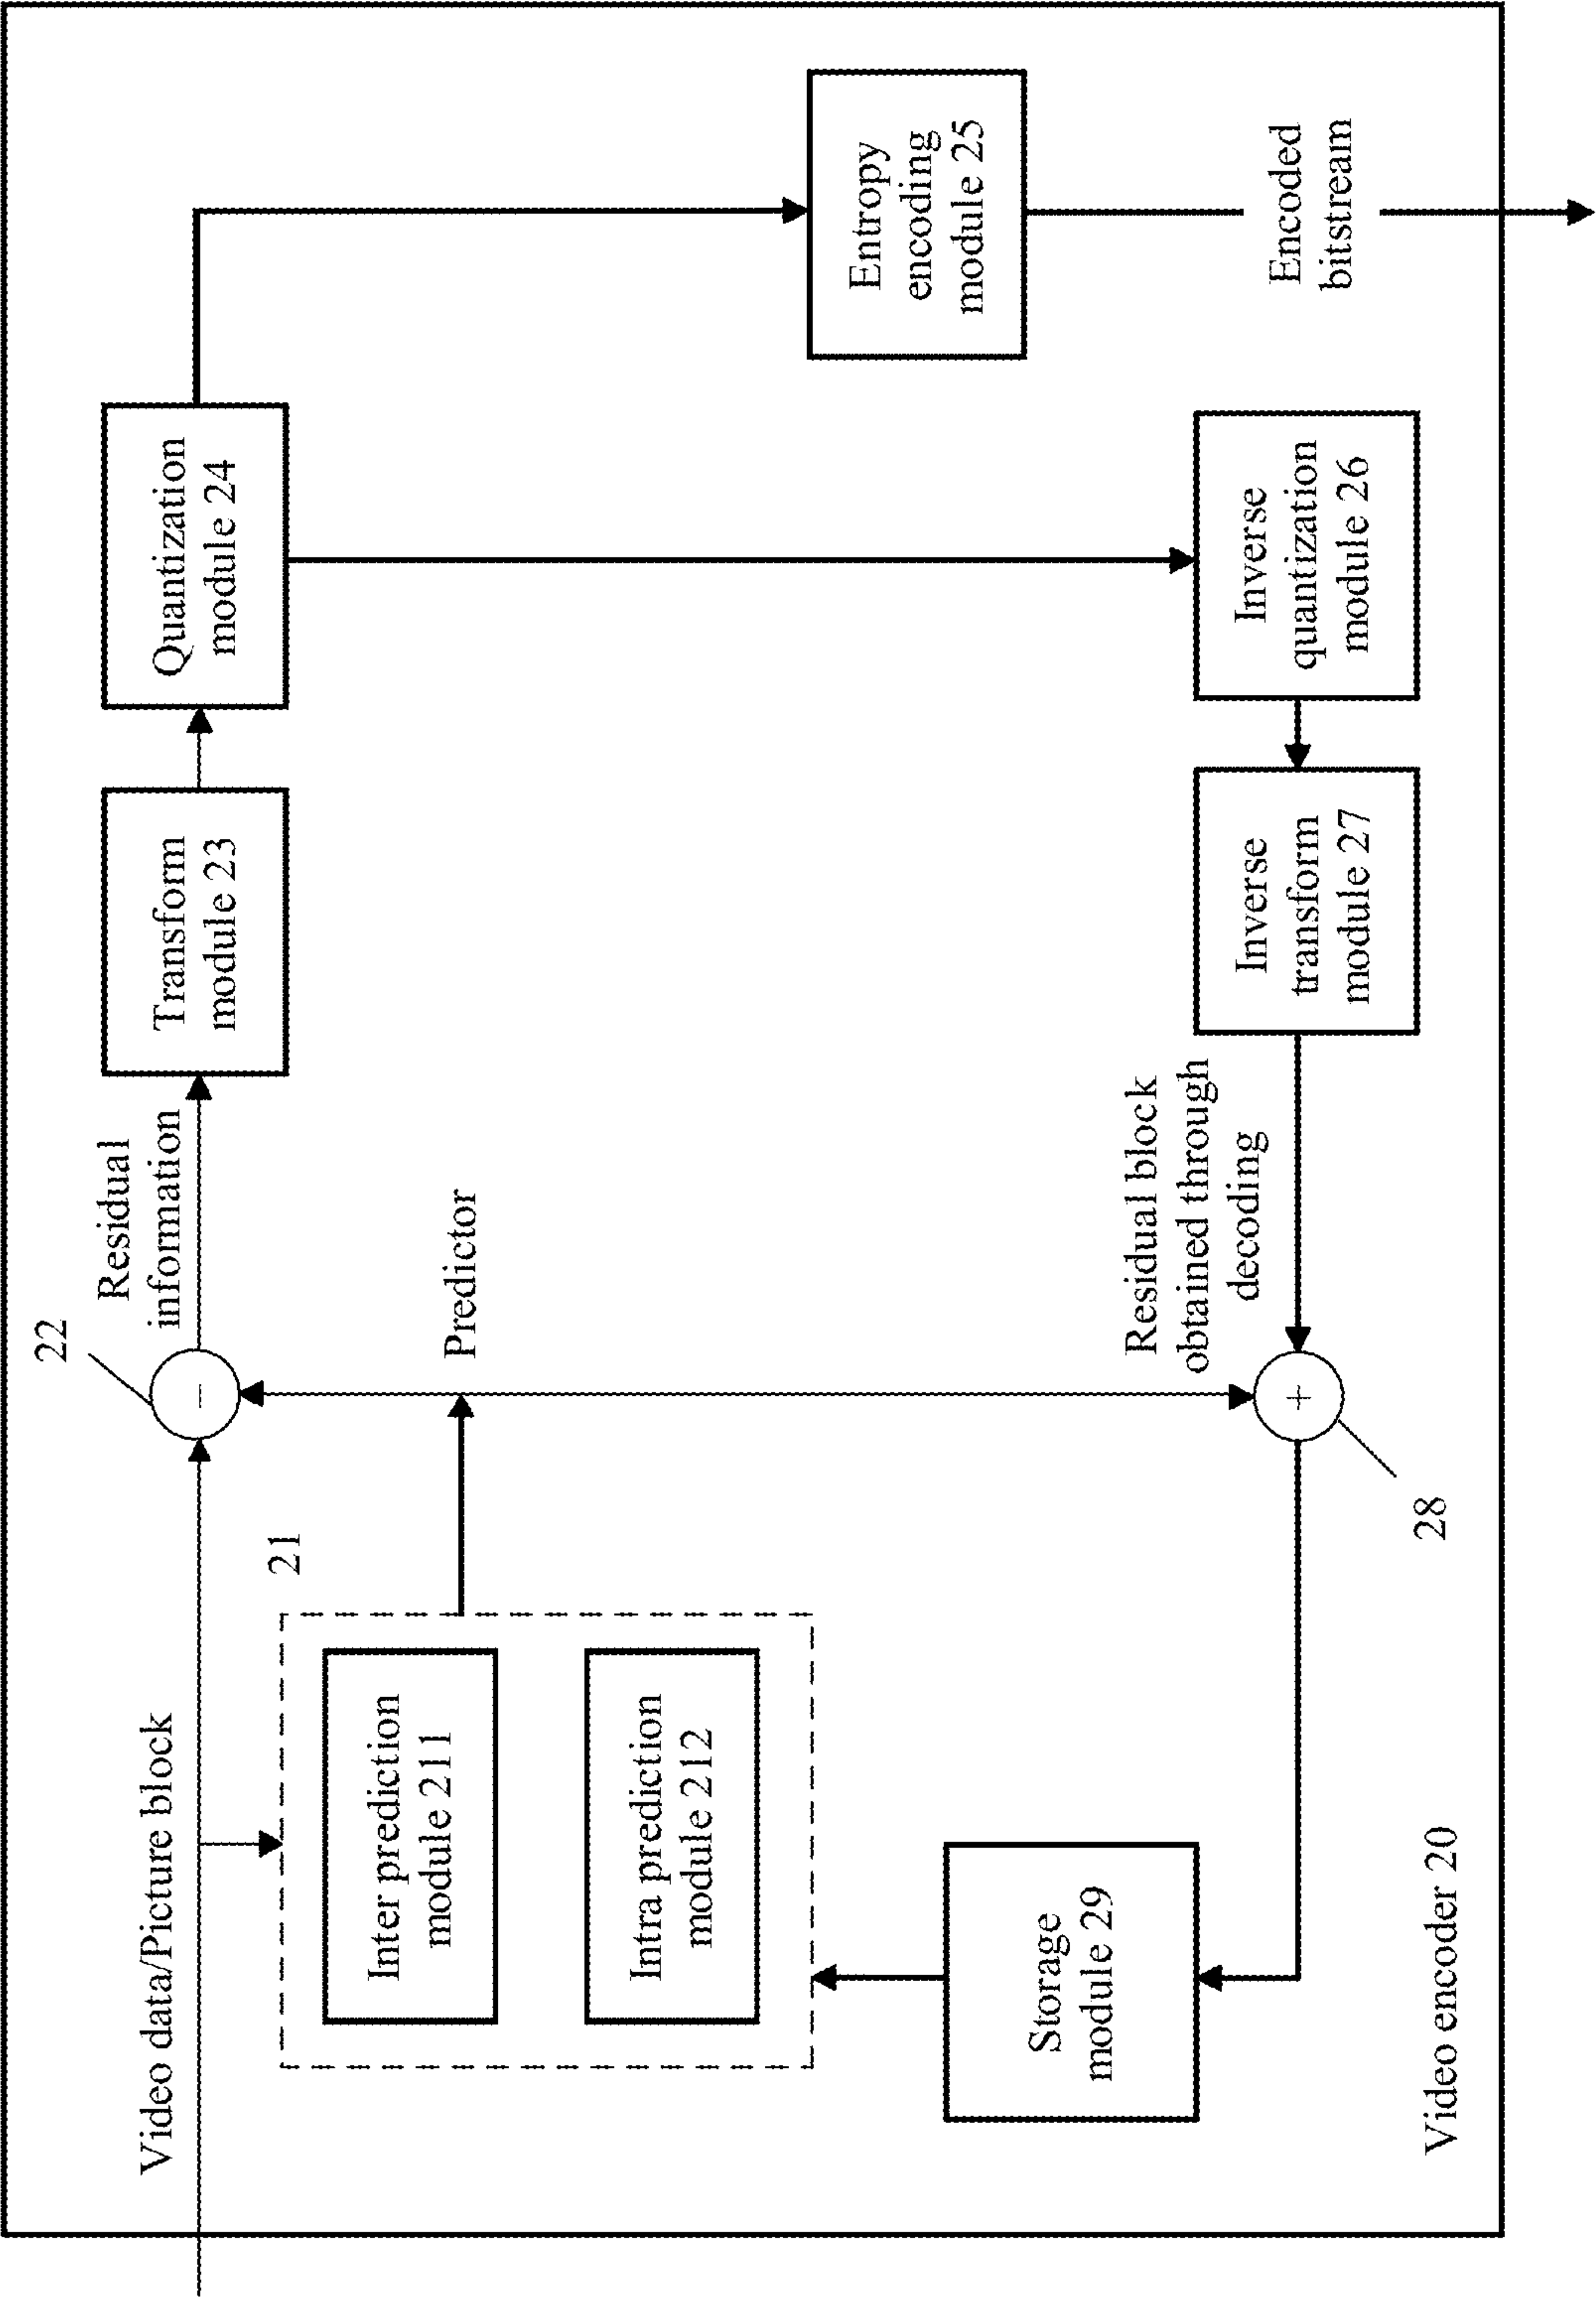 Video data/Picture block
22
Residual
information
Transform
module 23
Quantization
module 24
21
Inter prediction
module 211
Intra prediction
module 212
Predictor
Entropy
encoding
module 25
Encoded
bitstream
Storage
module 29
28
Residual block
obtained through
decoding
Inverse
transform
module 27
Inverse
quantization
module 26
Video encoder 20
−
+